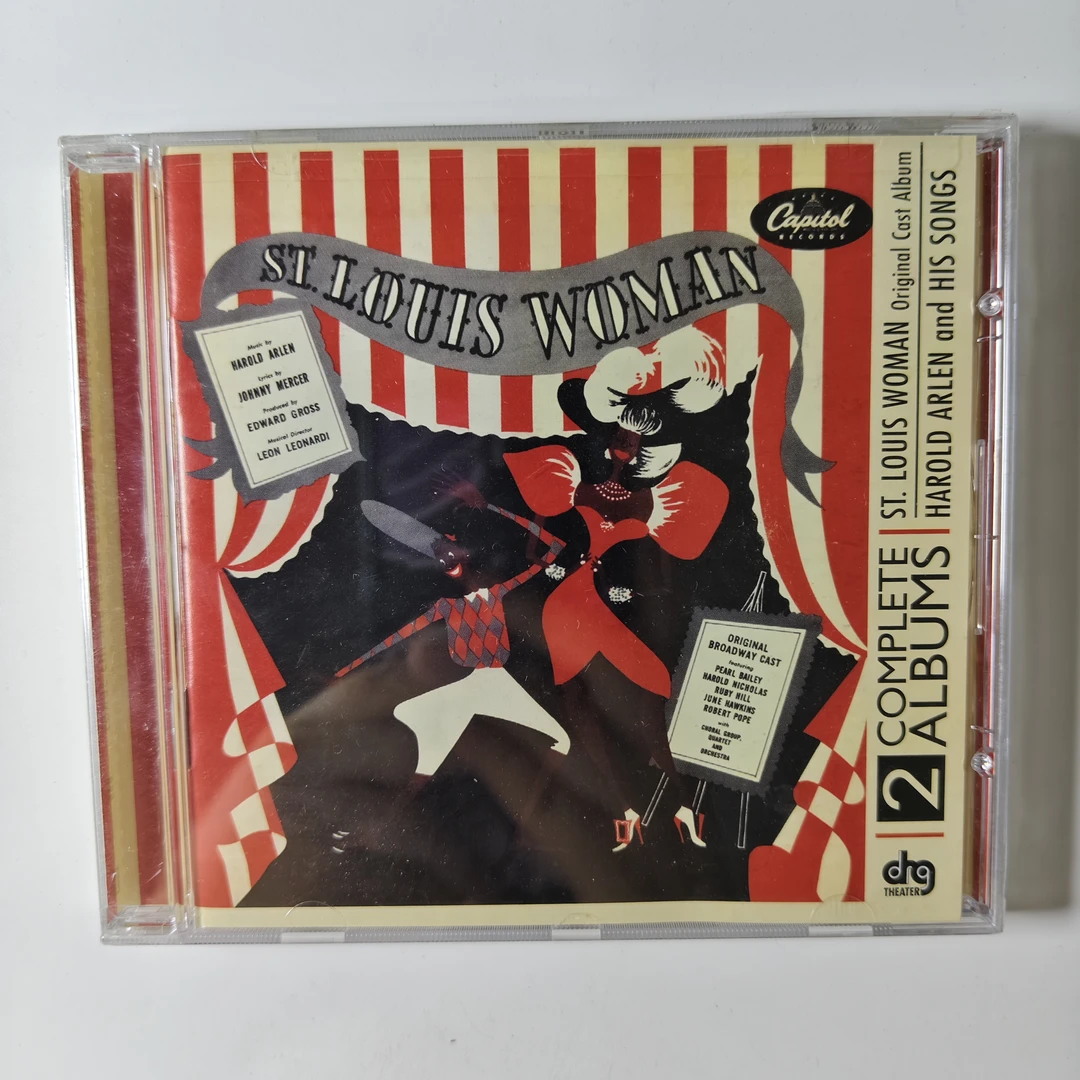 Capitol
RECORDS
ST. LOUIS WOMAN
Music by
HAROLD ARLEN
Lyrics by
JOHNNY MERCER
Produced by
EDWARD GROSS
Musical Director
LEON LEONARDI
ORIGINAL
BROADWAY CAST
featuring
PEARL BAILEY
HAROLD NICHOLAS
RUBY HILL
JUNE HAWKINS
ROBERT POPE
with
CHORAL GROUP,
QUARTET
AND
ORCHESTRA
2 COMPLETE
ALBUMS
ST. LOUIS WOMAN Original Cast Album
HAROLD ARLEN and HIS SONGS
drg
THEATER